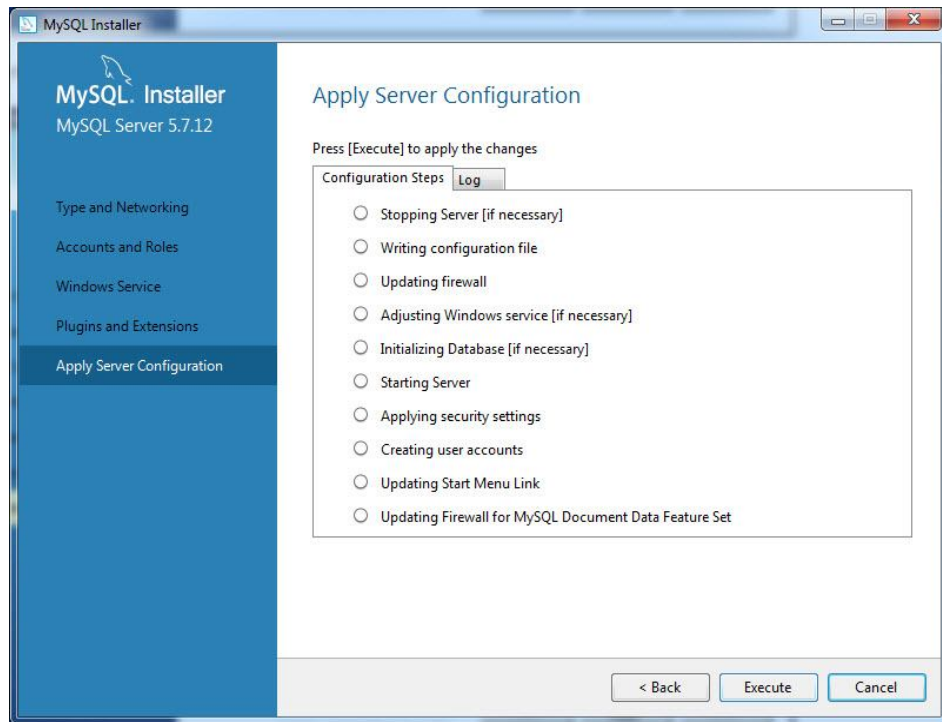 MySQL Installer
MySQL. Installer
MySQL Server 5.7.12
Type and Networking
Accounts and Roles
Windows Service
Plugins and Extensions
Apply Server Configuration
Apply Server Configuration
Press [Execute] to apply the changes
Configuration Steps Log
Stopping Server [if necessary]
Writing configuration file
Updating firewall
Adjusting Windows service [if necessary]
Initializing Database [if necessary]
Starting Server
Applying security settings
Creating user accounts
Updating Start Menu Link
Updating Firewall for MySQL Document Data Feature Set
< Back Execute Cancel